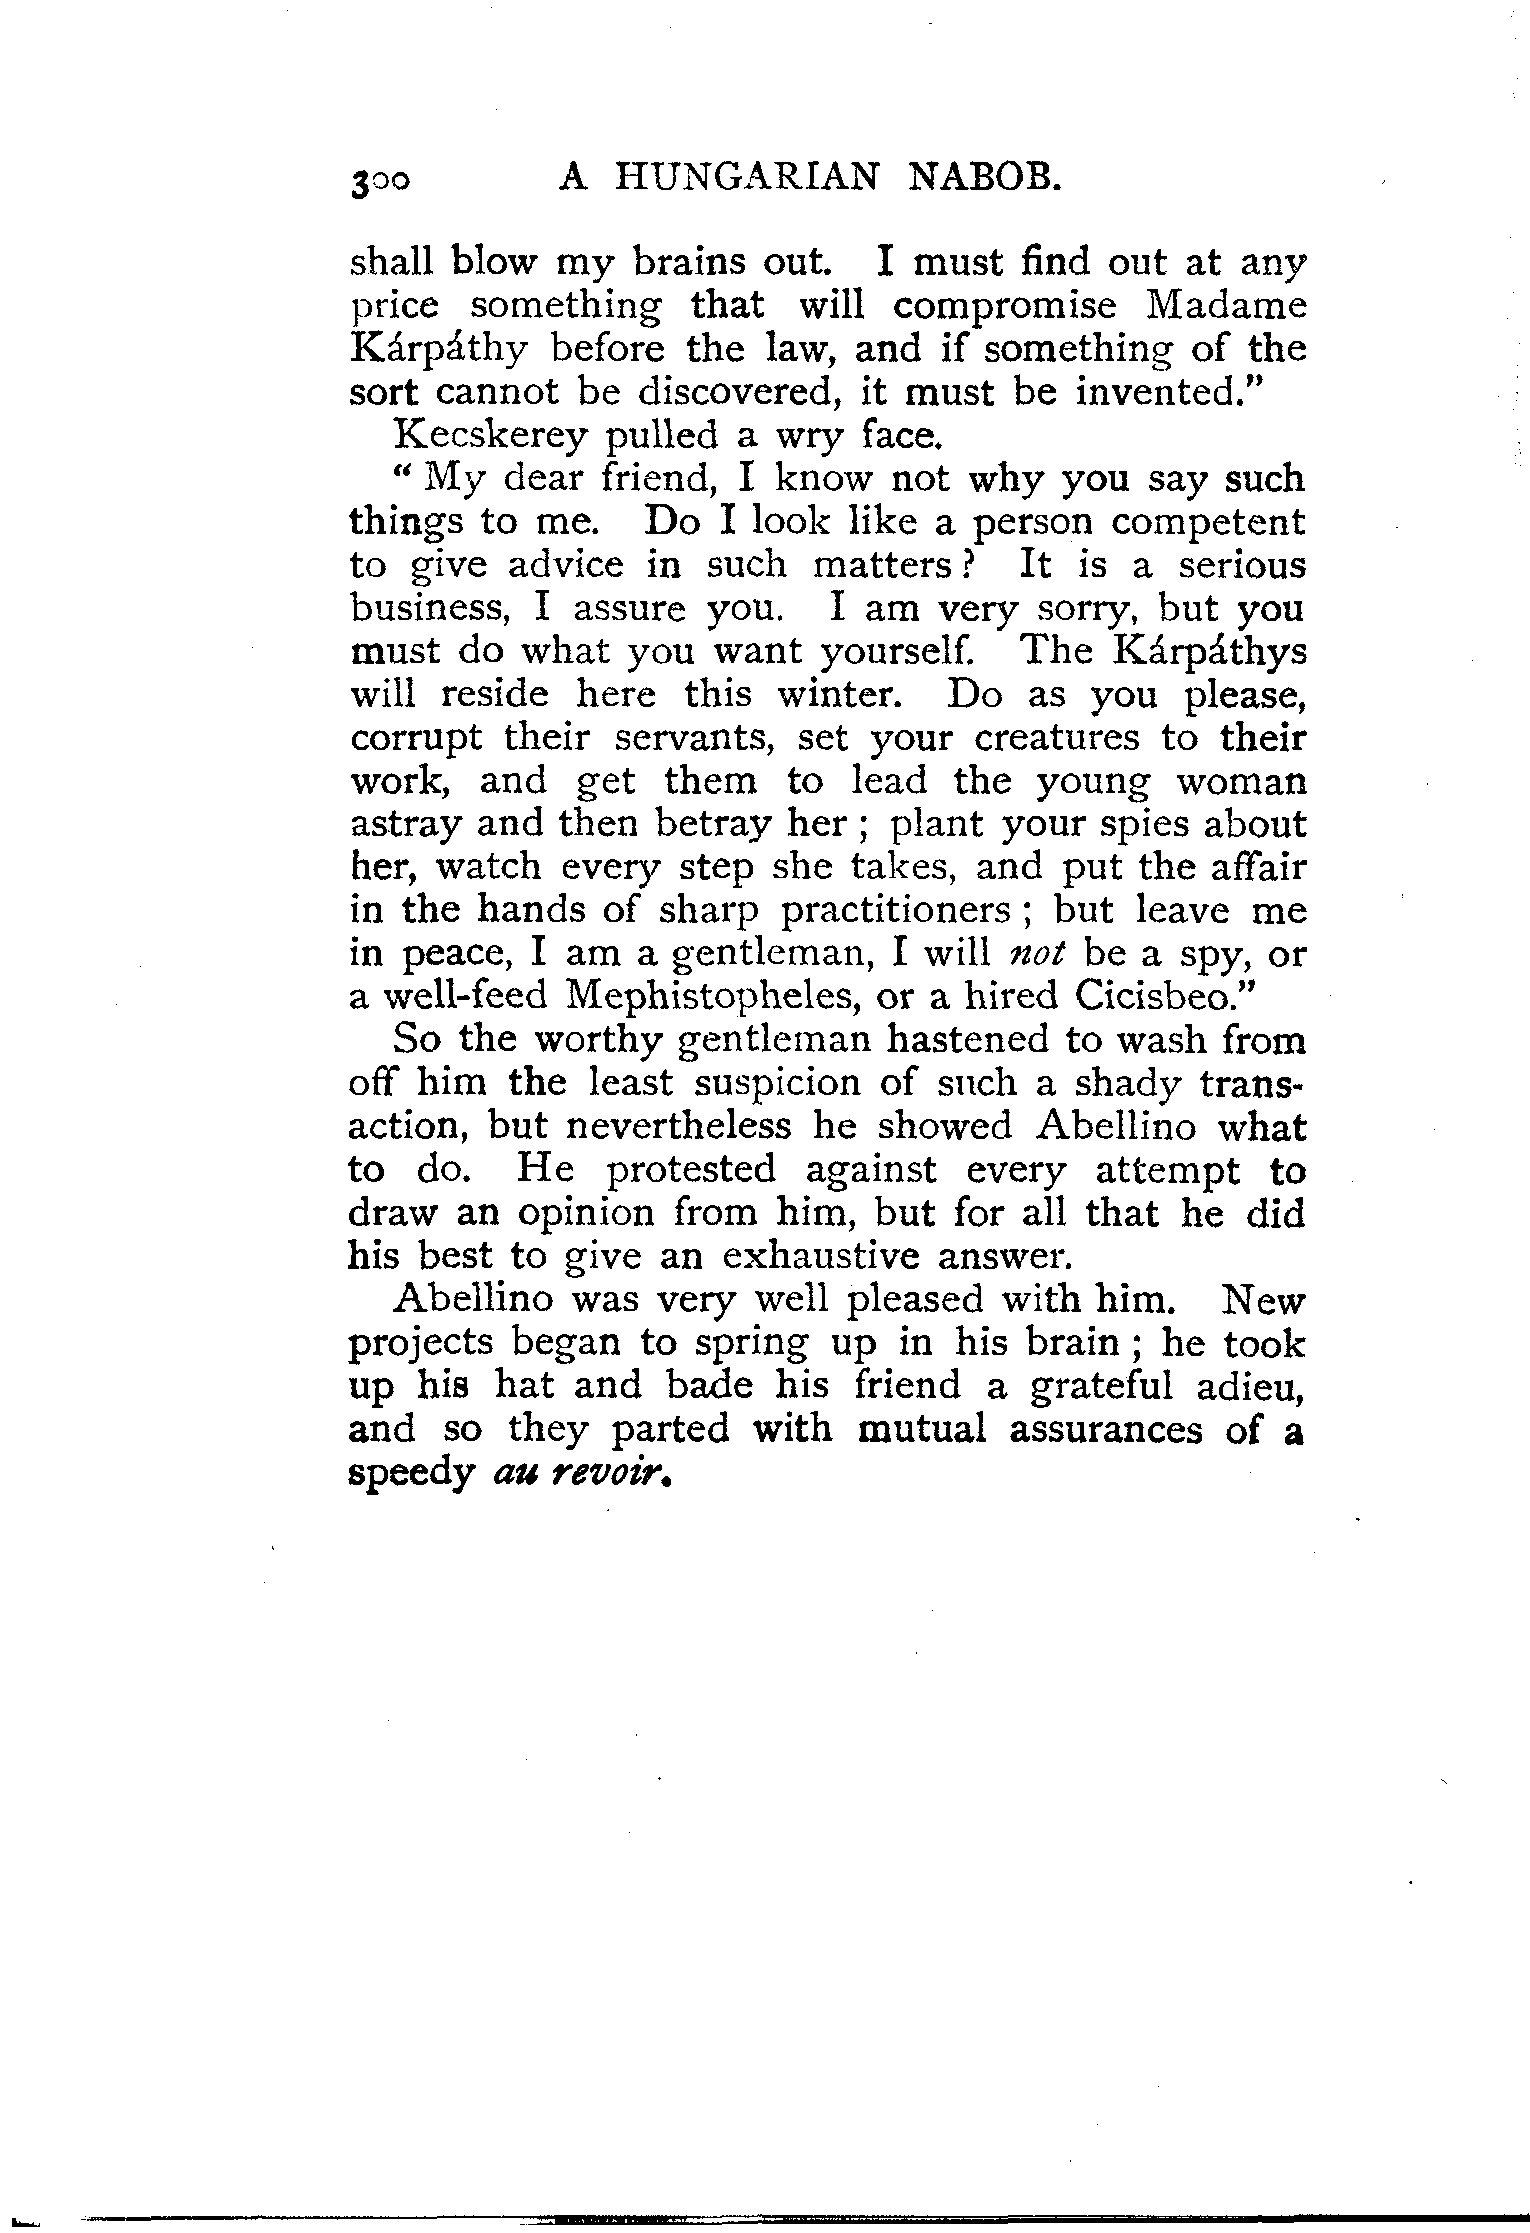 300 A HUNGARIAN NABOB.
shall blow my brains out. I must find out at any
price something that will compromise Madame
Kárpáthy before the law, and if something of the
sort cannot be discovered, it must be invented."
Kecskerey pulled a wry face.
"My dear friend, I know not why you say such
things to me. Do I look like a person competent
to give advice in such matters? It is a serious
business, I assure you. I am very sorry, but you
must do what you want yourself. The Kárpáthys
will reside here this winter. Do as you please,
corrupt their servants, set your creatures to their
work, and get them to lead the young woman
astray and then betray her; plant your spies about
her, watch every step she takes, and put the affair
in the hands of sharp practitioners; but leave me
in peace, I am a gentleman, I will not be a spy, or
a well-feed Mephistopheles, or a hired Cicisbeo."
So the worthy gentleman hastened to wash from
off him the least suspicion of such a shady trans-
action, but nevertheless he showed Abellino what
to do. He protested against every attempt to
draw an opinion from him, but for all that he did
his best to give an exhaustive answer.
Abellino was very well pleased with him. New
projects began to spring up in his brain; he took
up his hat and bade his friend a grateful adieu,
and so they parted with mutual assurances of a
speedy au revoir.